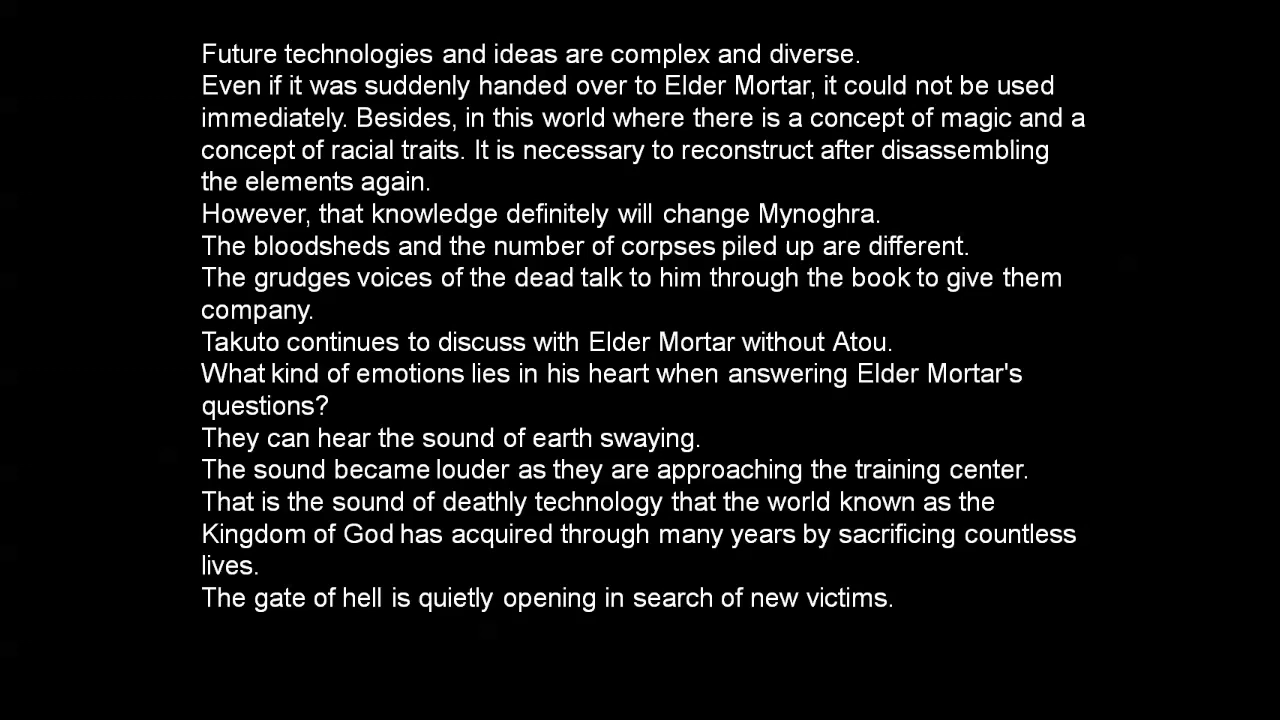 Future technologies and ideas are complex and diverse.
Even if it was suddenly handed over to Elder Mortar, it could not be used
immediately. Besides, in this world where there is a concept of magic and a
concept of racial traits. It is necessary to reconstruct after disassembling
the elements again.
However, that knowledge definitely will change Mynoghra.
The bloodsheds and the number of corpses piled up are different.
The grudges voices of the dead talk to him through the book to give them
company.
Takuto continues to discuss with Elder Mortar without Atou.
What kind of emotions lies in his heart when answering Elder Mortar's
questions?
They can hear the sound of earth swaying.
The sound became louder as they are approaching the training center.
That is the sound of deathly technology that the world known as the
Kingdom of God has acquired through many years by sacrificing countless
lives.
The gate of hell is quietly opening in search of new victims.